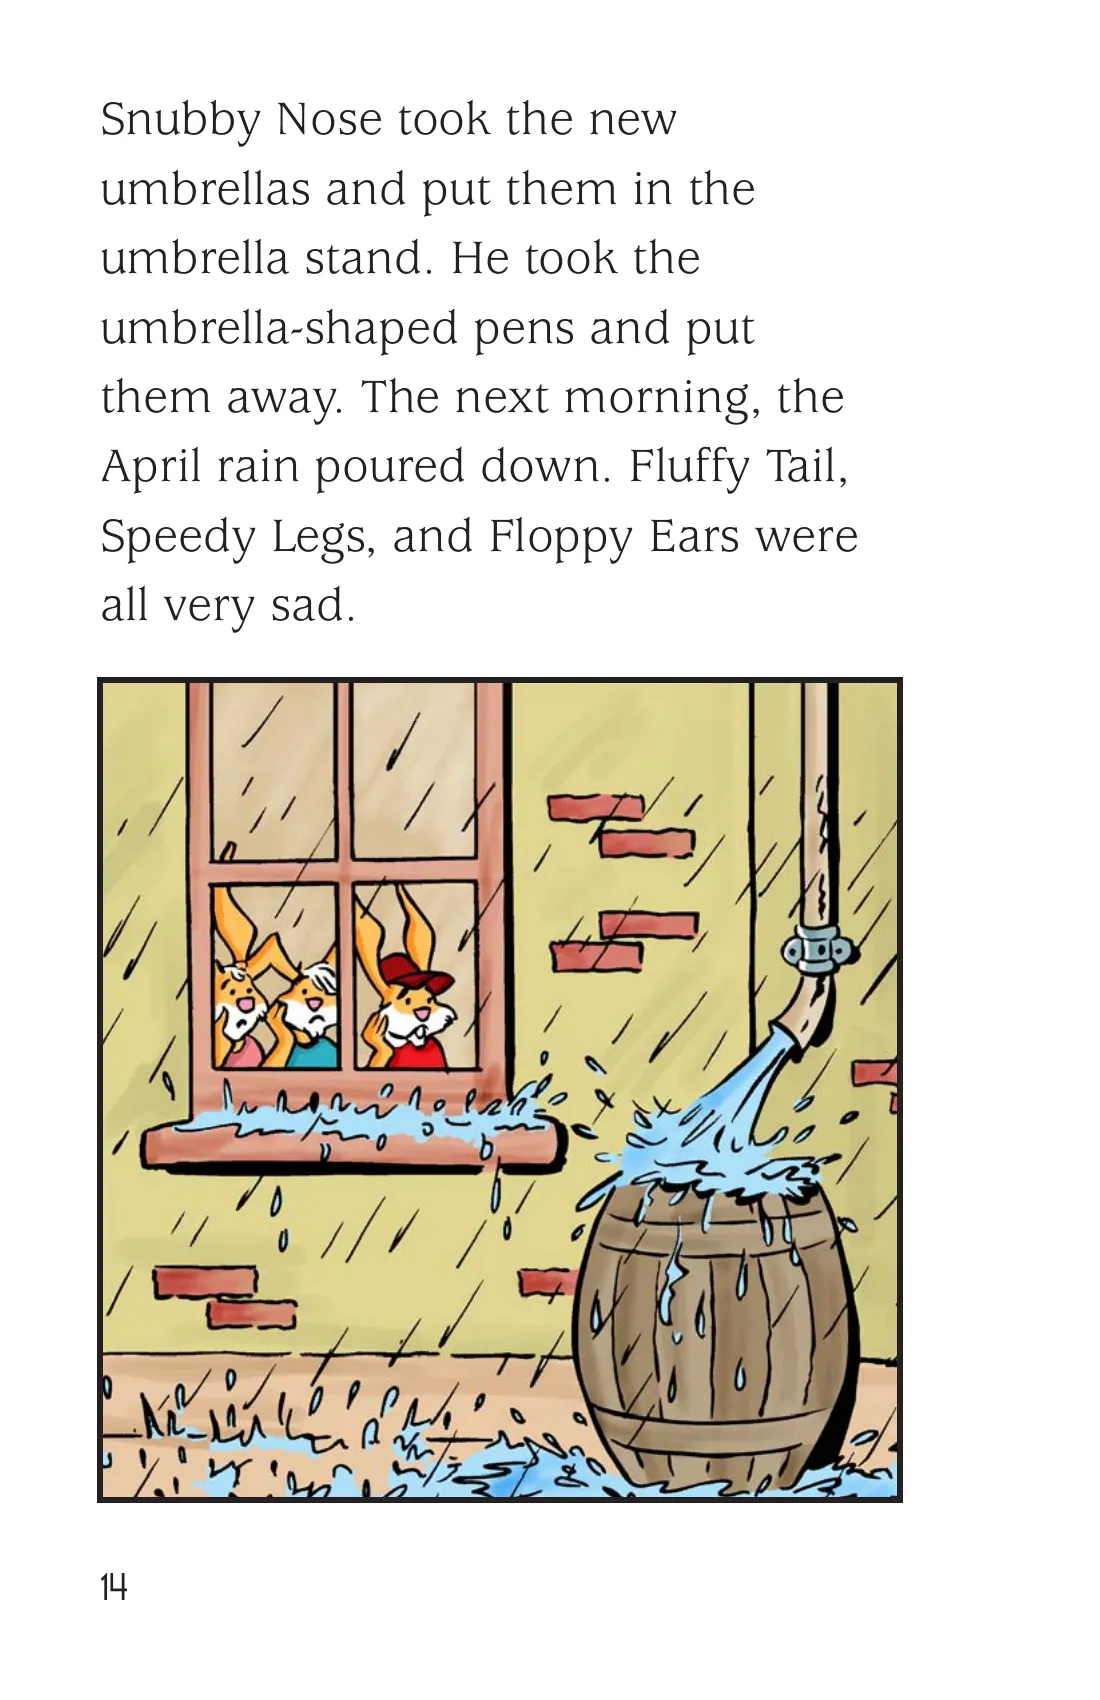 Snubby Nose took the new
umbrellas and put them in the
umbrella stand. He took the
umbrella-shaped pens and put
them away. The next morning, the
April rain poured down. Fluffy Tail,
Speedy Legs, and Floppy Ears were
all very sad.
14